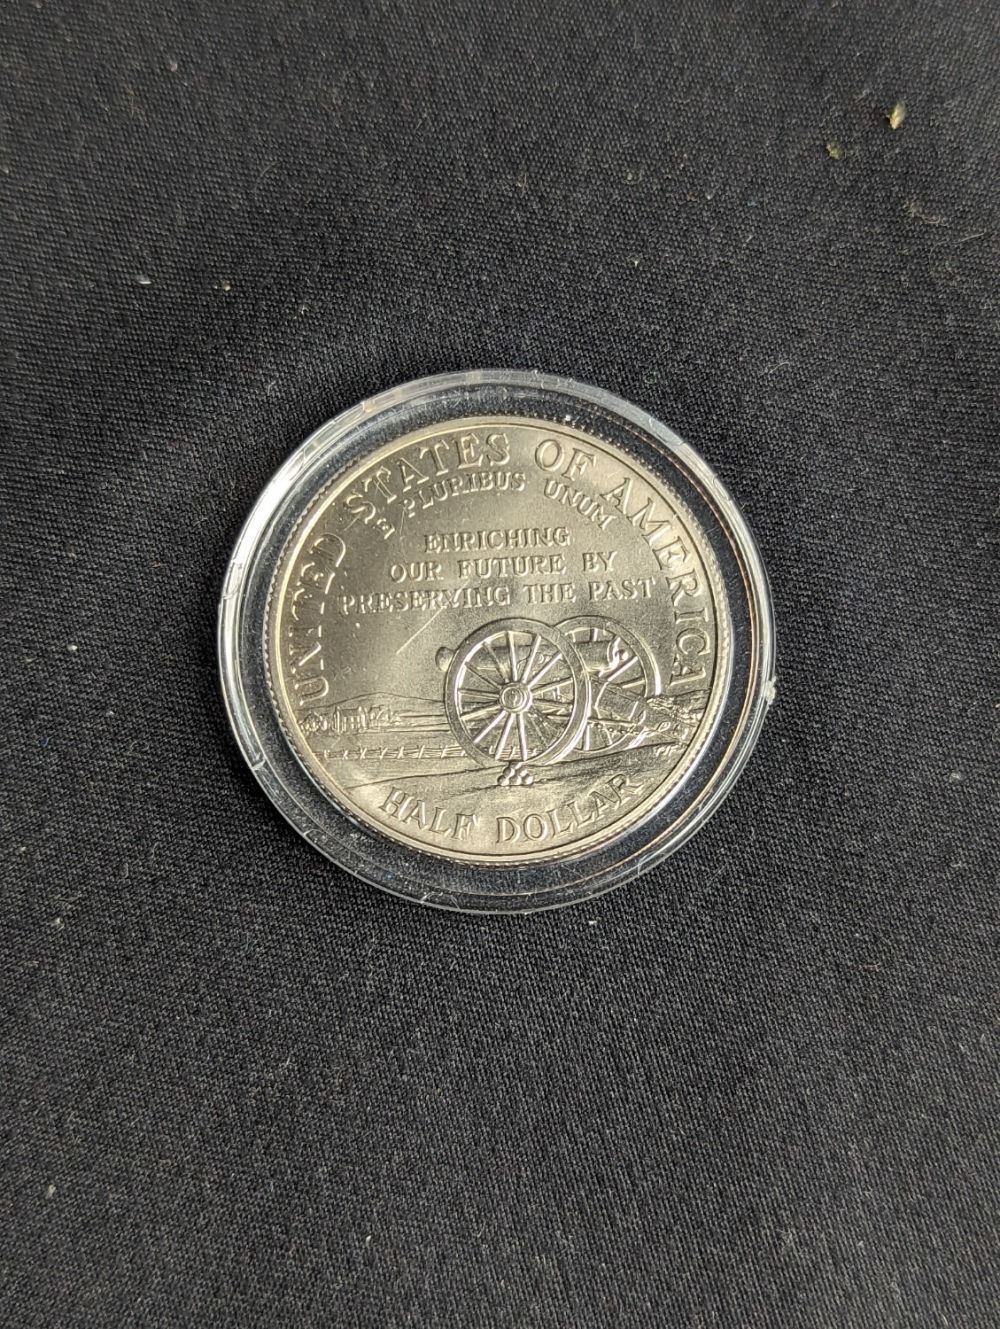 UNITED STATES OF AMERICA
E PLURIBUS UNUM
ENRICHING
OUR FUTURE BY
PRESERVING THE PAST
HALF DOLLAR